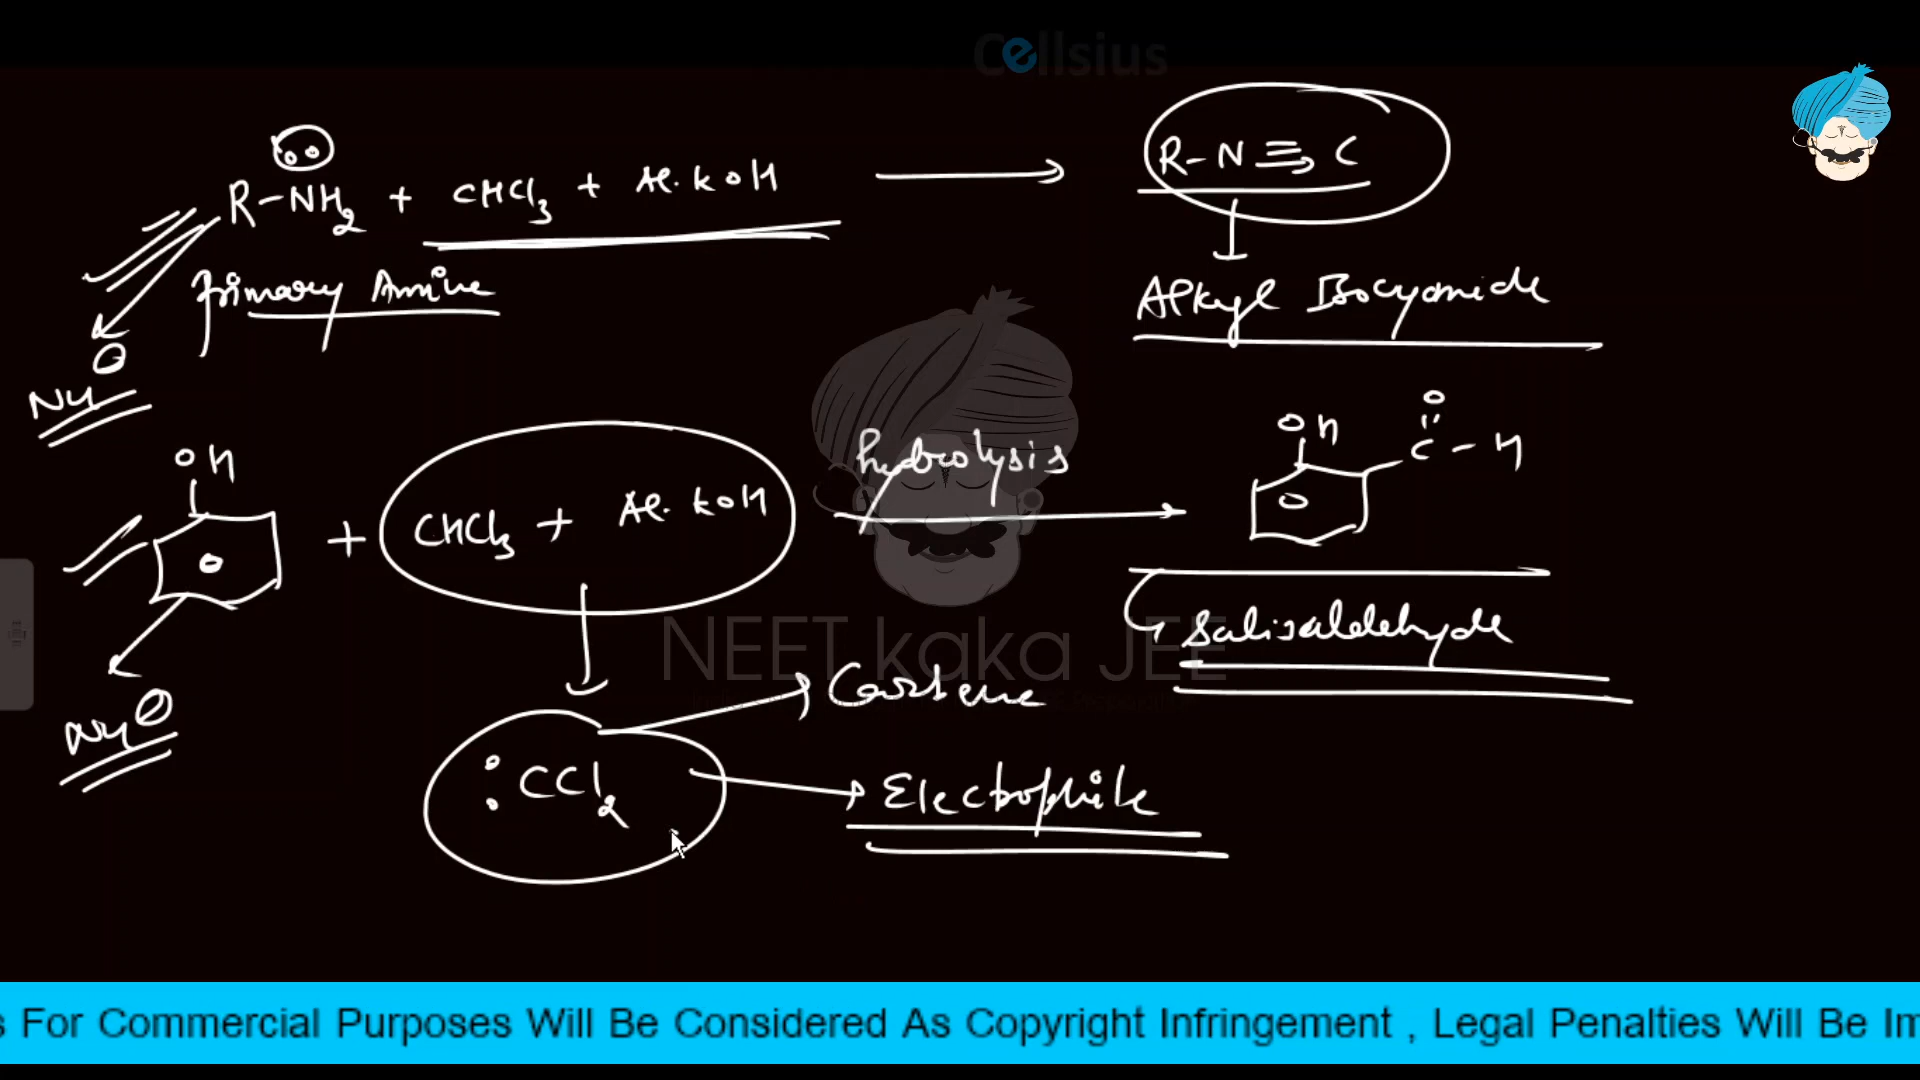 Cellsius
R-NH2 + CHCl3 + Al. KOH → R-N≡C
Primary Amine
Alkyl Isocyanide
Nu⊖
OH
+ CHCl3 + Al. KOH
hydrolysis
OH
O
C-H
Salisaldehyde
NEET kaka JEE
Nu⊖
:CCl2
Carbene
Electrophile
s For Commercial Purposes Will Be Considered As Copyright Infringement , Legal Penalties Will Be Im